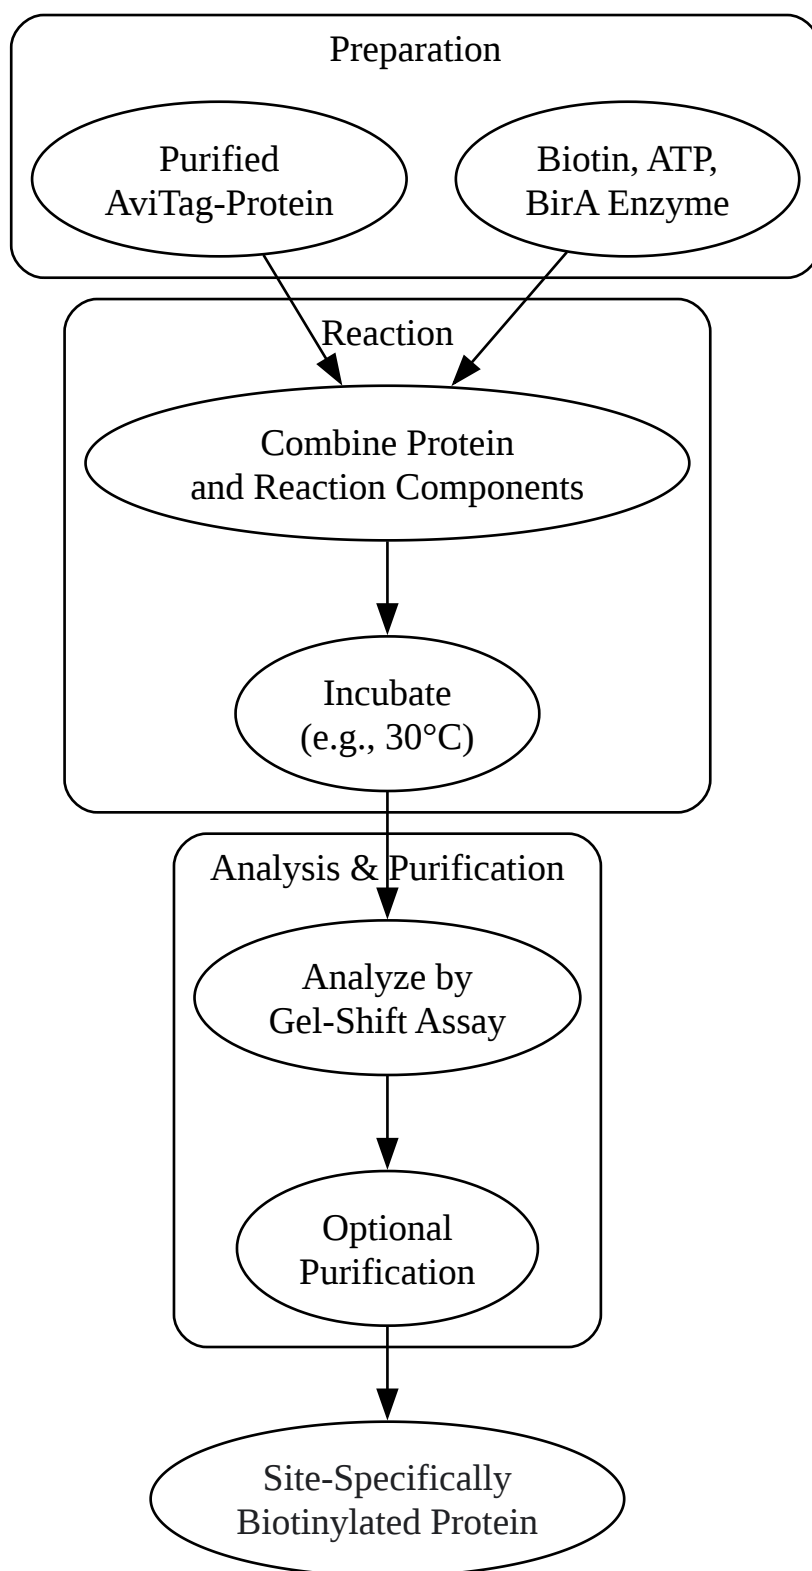 Preparation
Purified
AviTag-Protein
Biotin, ATP,
BirA Enzyme
Reaction
Combine Protein
and Reaction Components
Incubate
(e.g., 30°C)
Analysis & Purification
Analyze by
Gel-Shift Assay
Optional
Purification
Site-Specifically
Biotinylated Protein